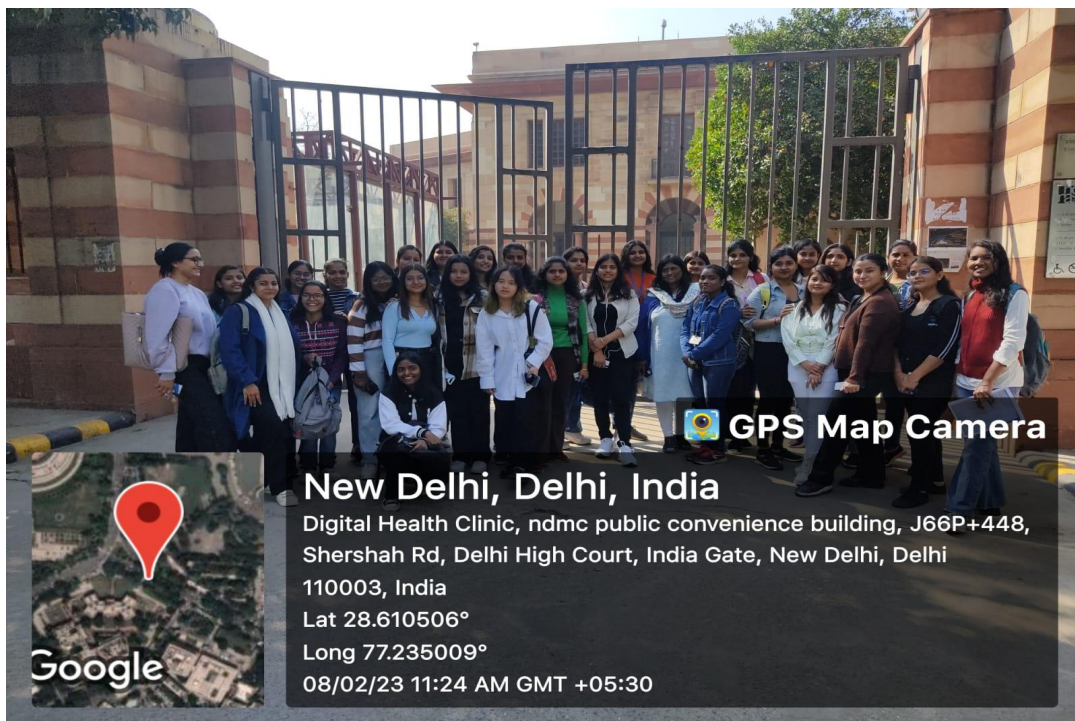 GPS Map Camera
New Delhi, Delhi, India
Digital Health Clinic, ndmc public convenience building, J66P+448,
Shershah Rd, Delhi High Court, India Gate, New Delhi, Delhi
110003, India
Lat 28.610506°
Long 77.235009°
08/02/23 11:24 AM GMT +05:30
Google